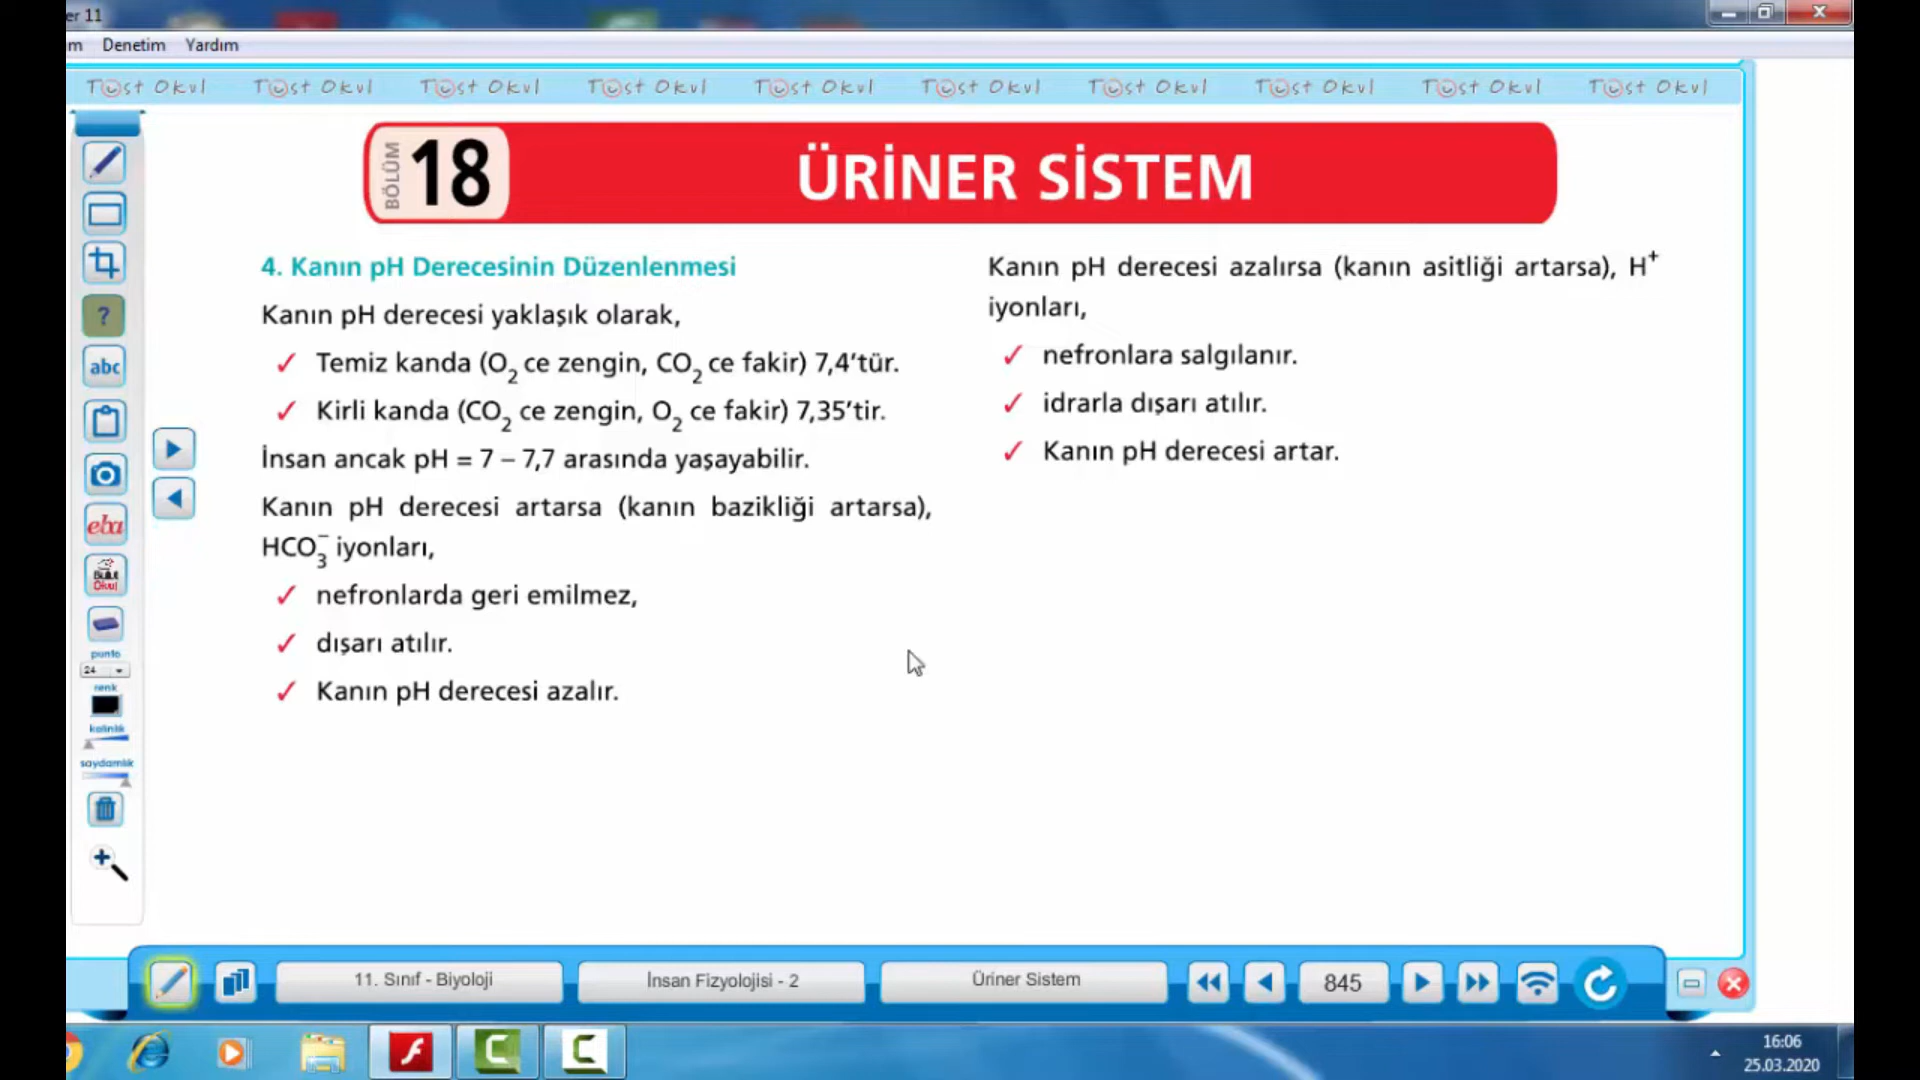 er 11
m Denetim Yardım
Test Okul Test Okul Test Okul Test Okul Test Okul Test Okul Test Okul Test Okul Test Okul Test Okul
BÖLÜM 18
ÜRİNER SİSTEM
4. Kanın pH Derecesinin Düzenlenmesi
Kanın pH derecesi yaklaşık olarak,
✓ Temiz kanda (O₂ ce zengin, CO₂ ce fakir) 7,4’tür.
✓ Kirli kanda (CO₂ ce zengin, O₂ ce fakir) 7,35’tir.
İnsan ancak pH = 7 – 7,7 arasında yaşayabilir.
Kanın pH derecesi artarsa (kanın bazikliği artarsa),
HCO₃⁻ iyonları,
✓ nefronlarda geri emilmez,
✓ dışarı atılır.
✓ Kanın pH derecesi azalır.
Kanın pH derecesi azalırsa (kanın asitliği artarsa), H⁺
iyonları,
✓ nefronlara salgılanır.
✓ idrarla dışarı atılır.
✓ Kanın pH derecesi artar.
?
abc
eba
Bulut
Okul
punto
24
renk
kalınlık
saydamlık
11. Sınıf - Biyoloji
İnsan Fizyolojisi - 2
Üriner Sistem
845
16:06
25.03.2020